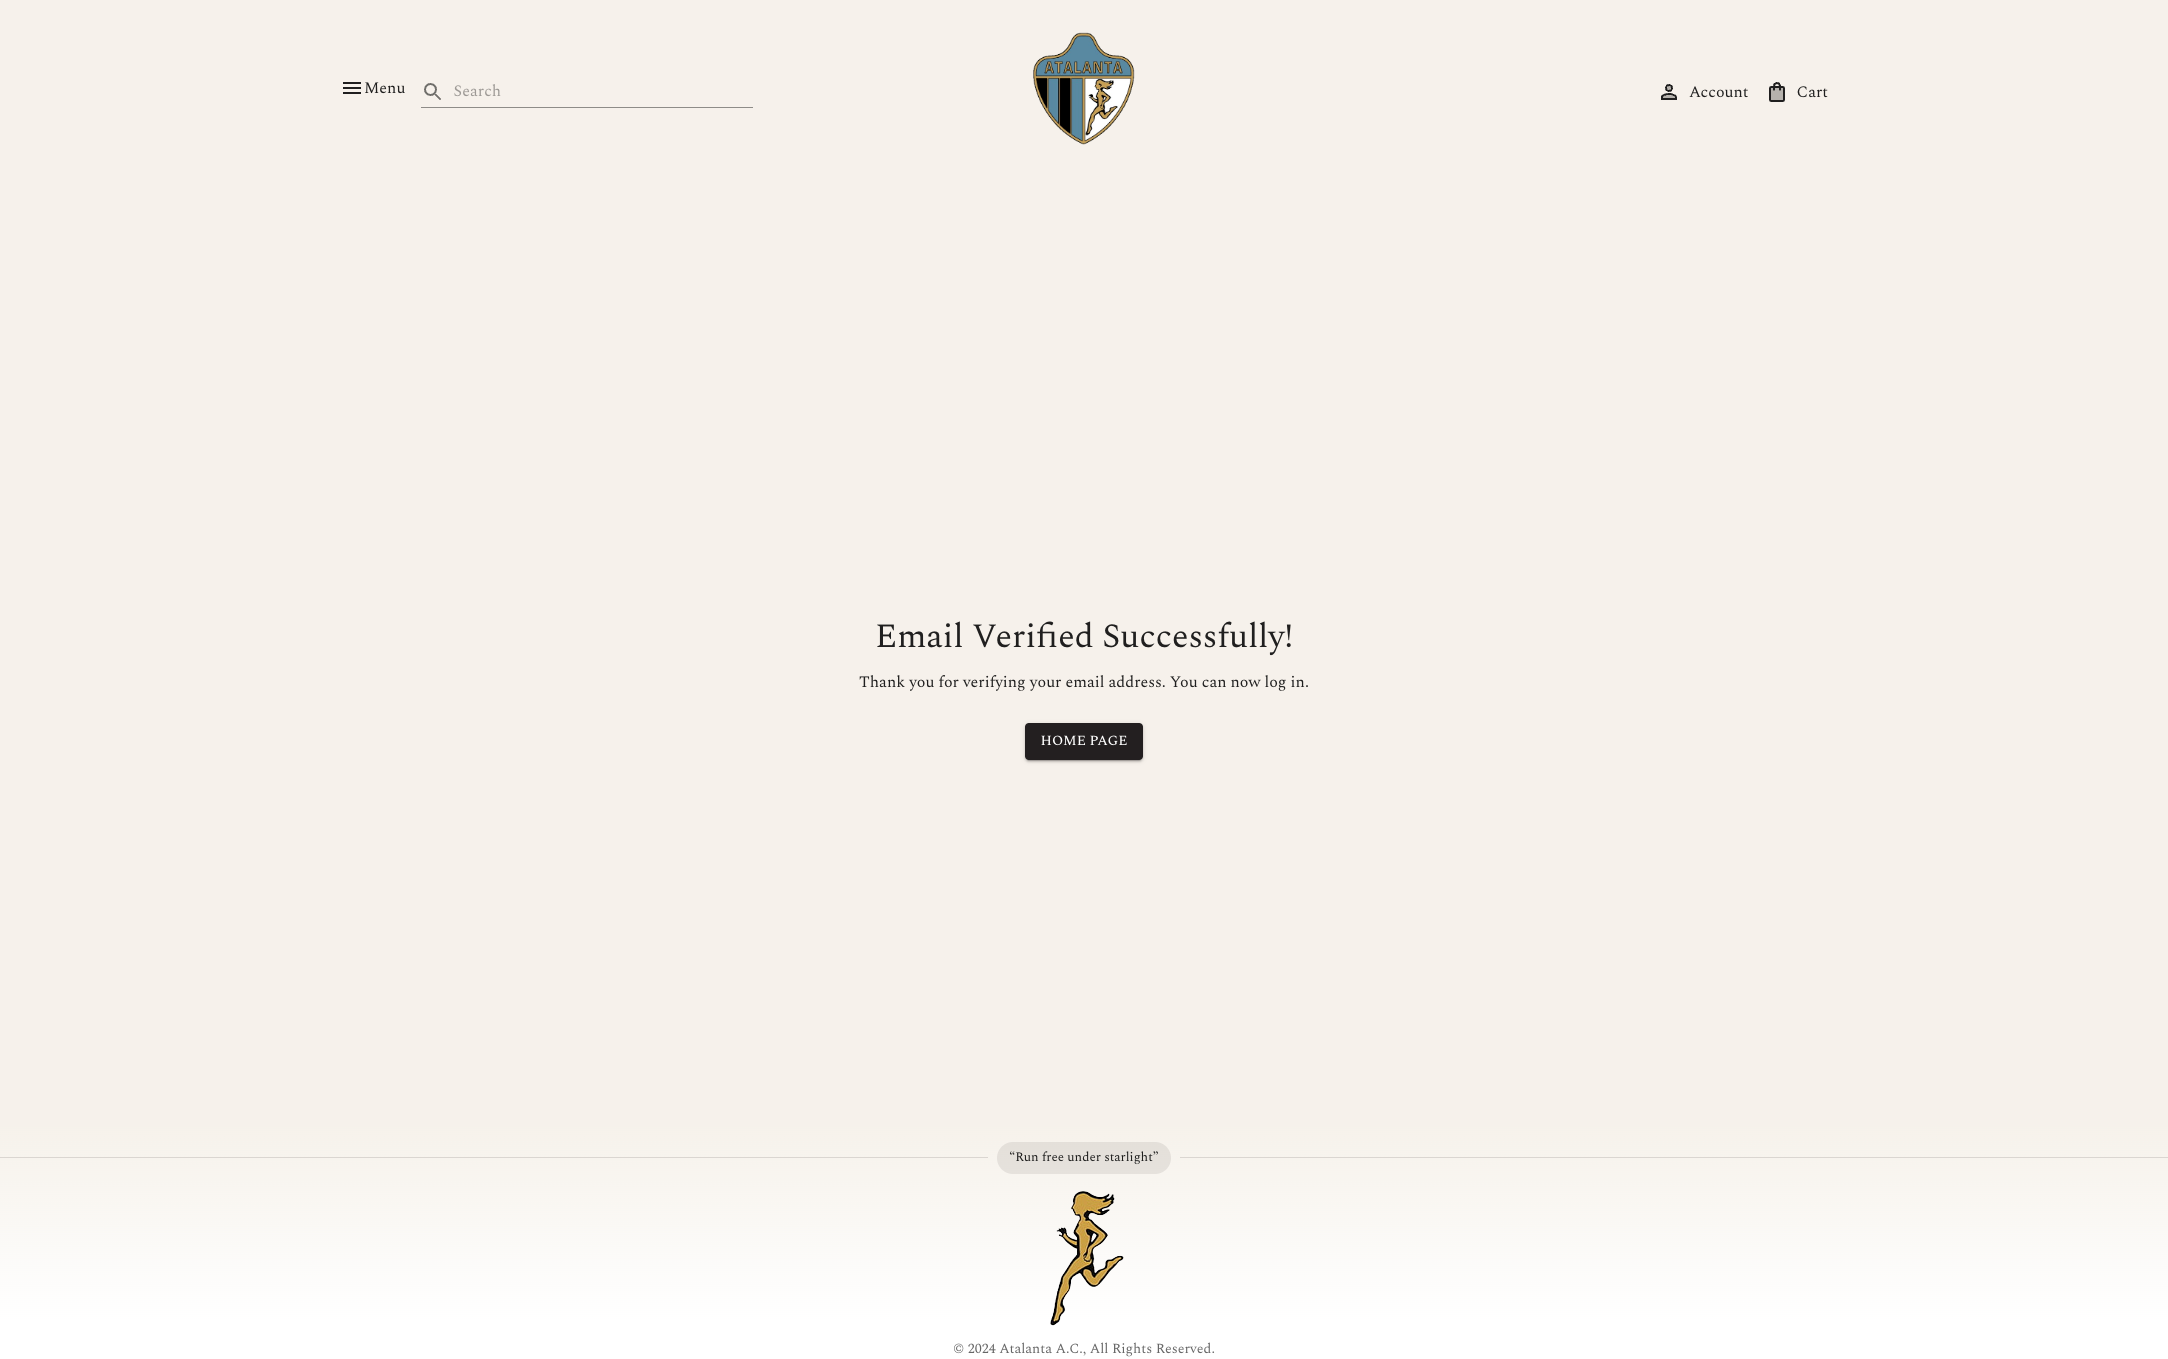 Menu
Search
ATALANTA
Account
Cart
Email Verified Successfully!
Thank you for verifying your email address. You can now log in.
HOME PAGE
“Run free under starlight”
© 2024 Atalanta A.C., All Rights Reserved.